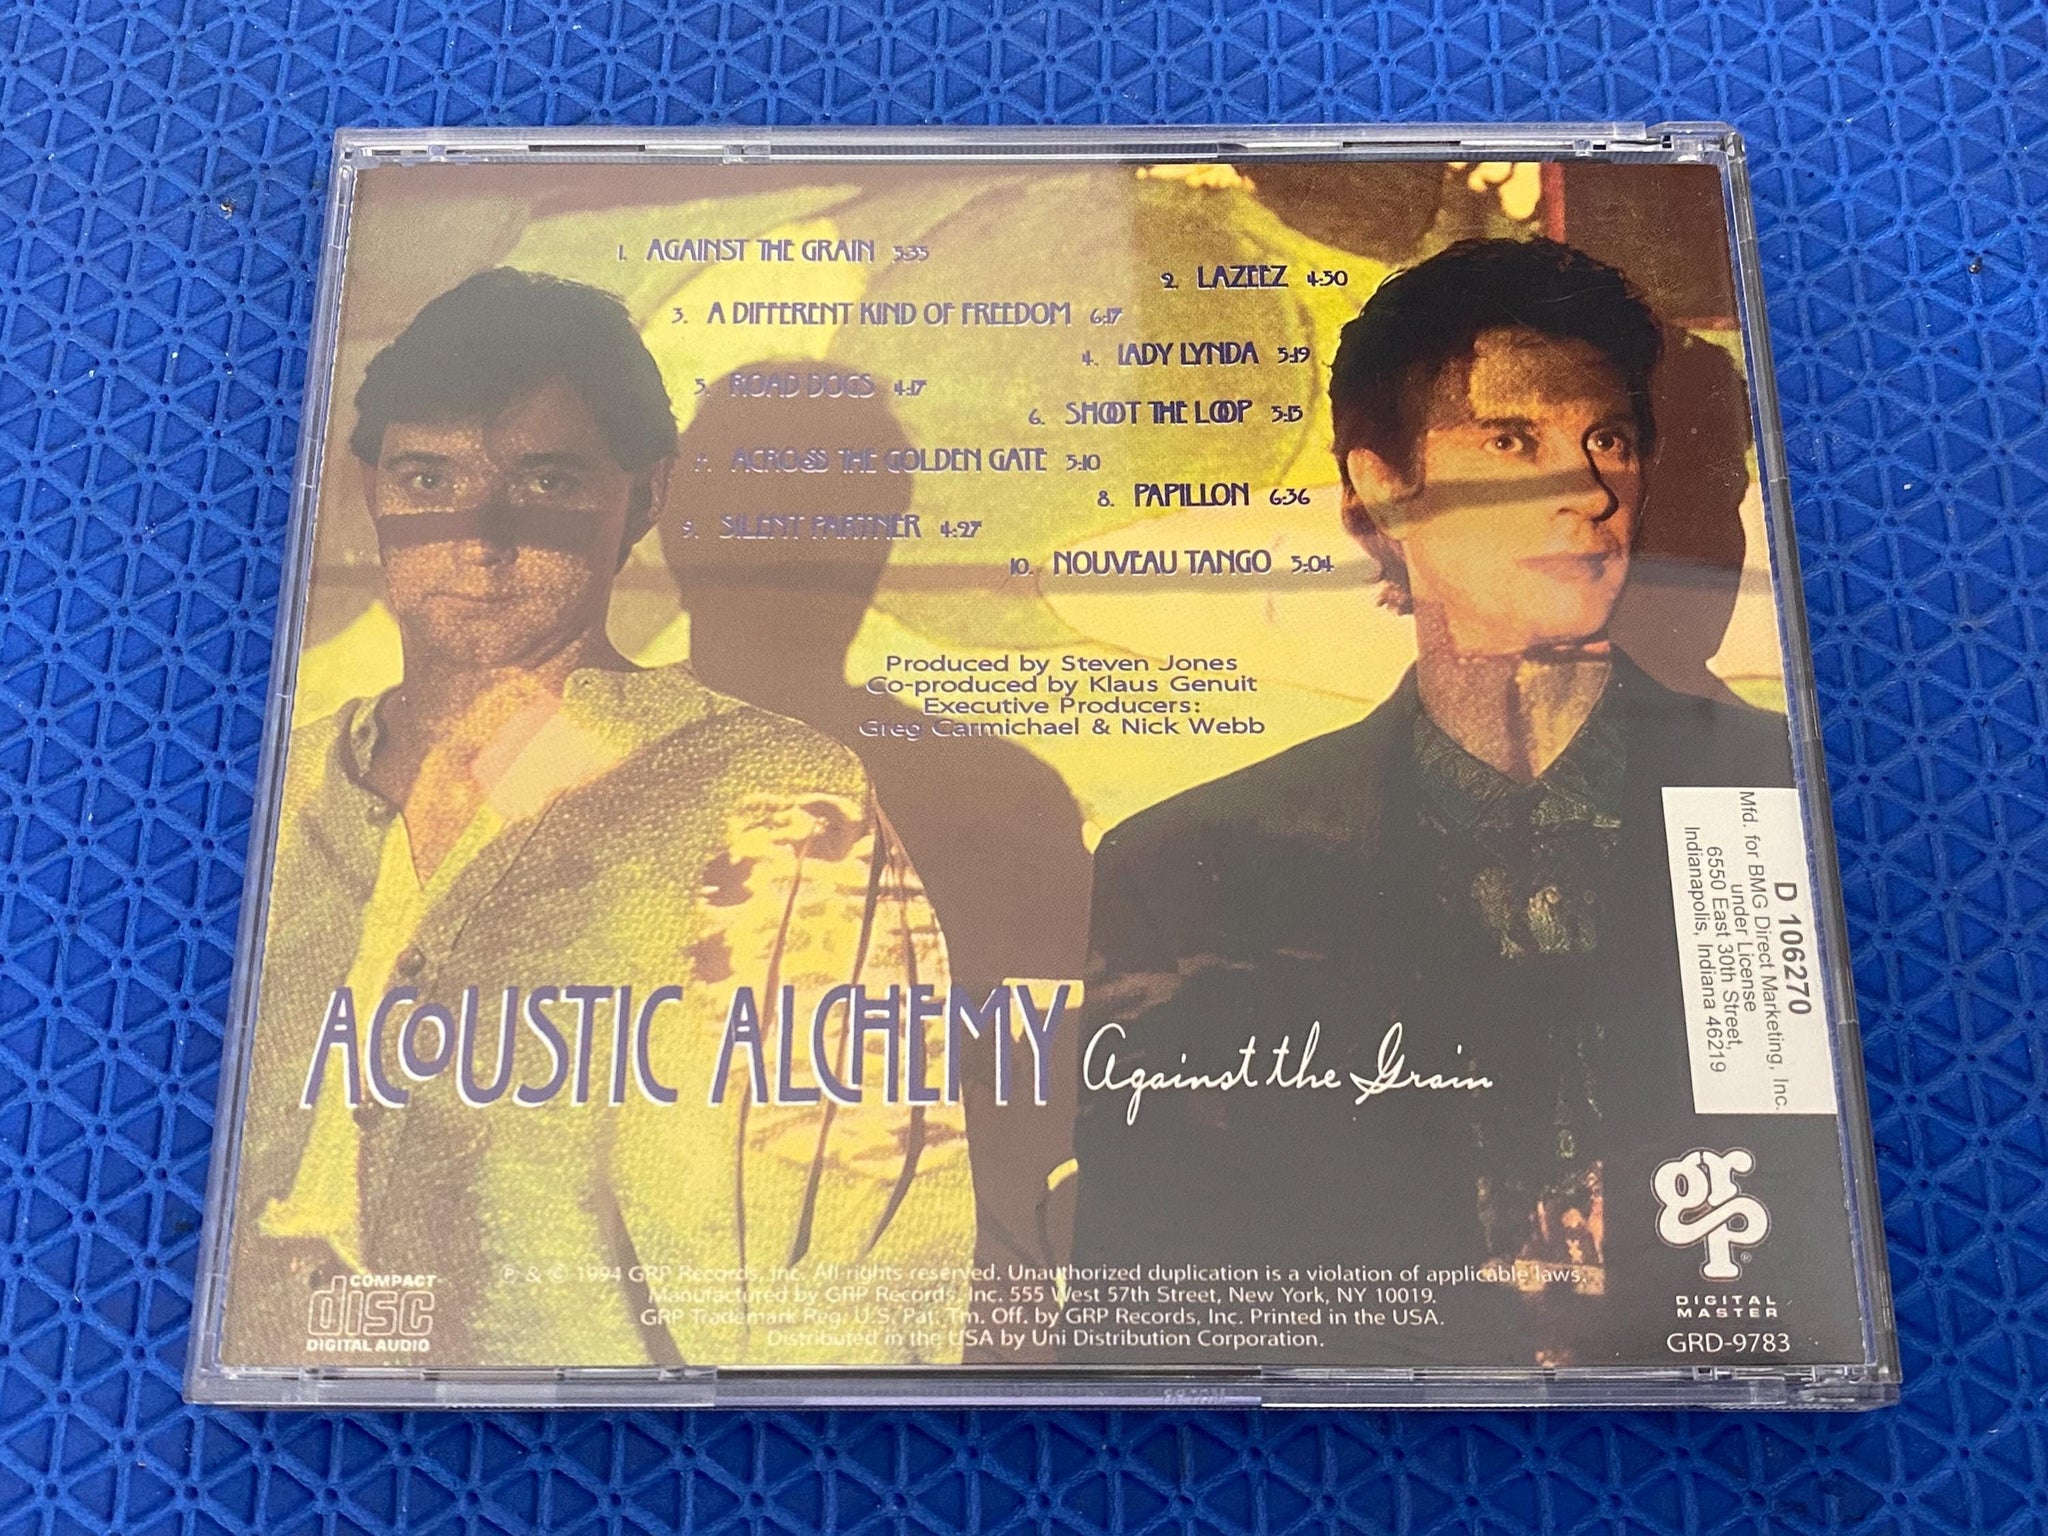 1. AGAINST THE GRAIN 5:35
2. LAZEEZ 4:50
3. A DIFFERENT KIND OF FREEDOM 6:17
4. LADY LYNDA 5:19
5. ROAD DOGS 4:17
6. SHOOT THE LOOP 5:15
7. ACROSS THE GOLDEN GATE 5:10
8. PAPILLON 6:36
9. SILENT PARTNER 4:27
10. NOUVEAU TANGO 5:04
Produced by Steven Jones
Co-produced by Klaus Genuit
Executive Producers:
Greg Carmichael & Nick Webb
D 106270
Mfd. for BMG Direct Marketing, Inc.
under License
6550 East 30th Street,
Indianapolis, Indiana 46219
ACOUSTIC ALCHEMY Against the Grain
grp ®
DIGITAL
MASTER
GRD-9783
COMPACT
disc
DIGITAL AUDIO
℗ & © 1994 GRP Records, Inc. All rights reserved. Unauthorized duplication is a violation of applicable laws.
Manufactured by GRP Records, Inc. 555 West 57th Street, New York, NY 10019.
GRP Trademark Reg. U.S. Pat. Tm. Off. by GRP Records, Inc. Printed in the USA.
Distributed in the USA by Uni Distribution Corporation.